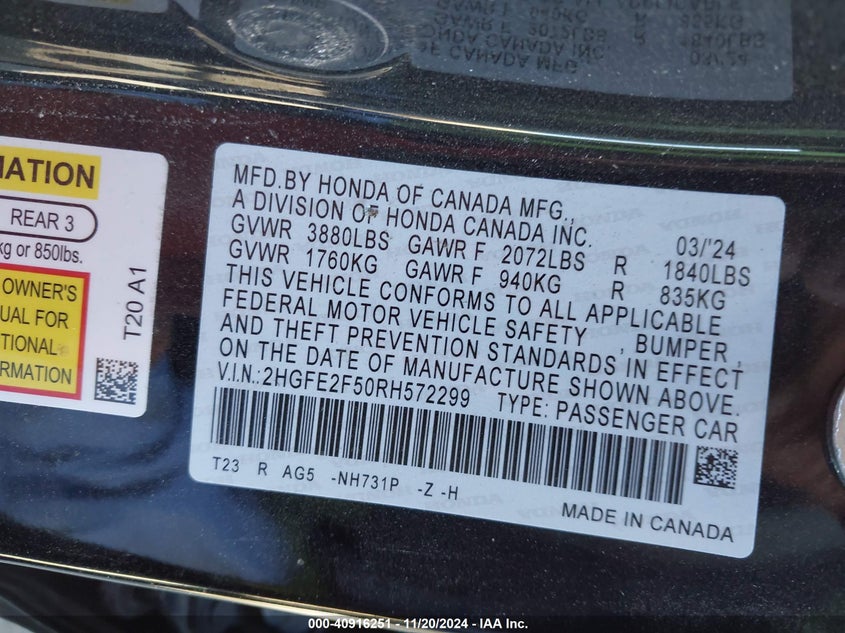 MATION
REAR 3
kg or 850lbs.
OWNER'S
UAL FOR
TIONAL
RMATION
T20 A1
MFD.BY HONDA OF CANADA MFG.,
A DIVISION OF HONDA CANADA INC. 03/'24
GVWR 3880LBS GAWR F 2072LBS R 1840LBS
GVWR 1760KG GAWR F 940KG R 835KG
THIS VEHICLE CONFORMS TO ALL APPLICABLE
FEDERAL MOTOR VEHICLE SAFETY , BUMPER ,
AND THEFT PREVENTION STANDARDS IN EFFECT
ON THE DATE OF MANUFACTURE SHOWN ABOVE.
V.I.N.:2HGFE2F50RH572299 TYPE: PASSENGER CAR
T23 R AG5 -NH731P -Z -H
MADE IN CANADA
000-40916251 - 11/20/2024 - IAA Inc.